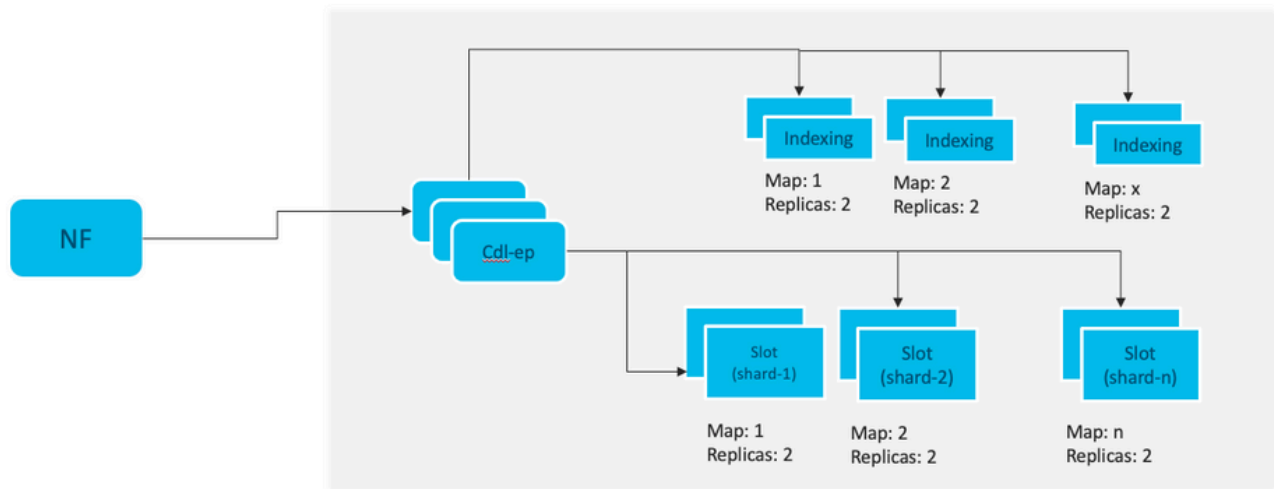 NF
Cdl-ep
Indexing
Map: 1
Replicas: 2
Indexing
Map: 2
Replicas: 2
Indexing
Map: x
Replicas: 2
Slot
(shard-1)
Map: 1
Replicas: 2
Slot
(shard-2)
Map: 2
Replicas: 2
Slot
(shard-n)
Map: n
Replicas: 2